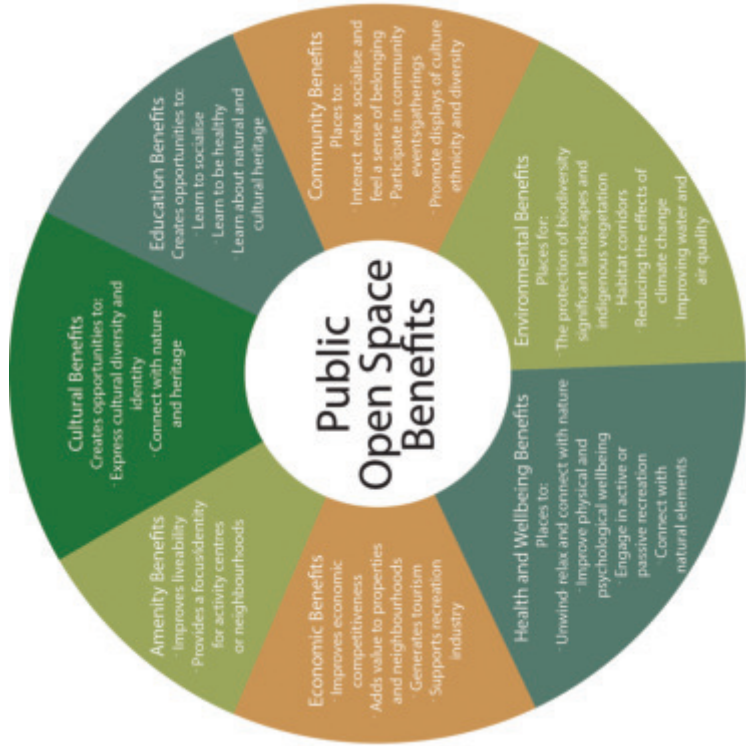 Public
Open Space
Benefits
Community Benefits
Places to:
· Interact relax socialise and
feel a sense of belonging
· Participate in community
events/gatherings
· Promote displays of culture
ethnicity and diversity
Environmental Benefits
Places for:
· The protection of biodiversity
significant landscapes and
indigenous vegetation
· Habitat corridors
· Reducing the effects of
climate change
· Improving water and
air quality
Health and Wellbeing Benefits
Places to:
· Unwind relax and connect with nature
· Improve physical and
psychological wellbeing
· Engage in active or
passive recreation
· Connect with
natural elements
Economic Benefits
· Improves economic
competitiveness
· Adds value to properties
and neighbourhoods
· Generates tourism
· Supports recreation
industry
Amenity Benefits
· Improves liveability
· Provides a focus/identity
for activity centres
or neighbourhoods
Cultural Benefits
Creates opportunities to:
· Express cultural diversity and
identity
· Connect with nature
and heritage
Education Benefits
Creates opportunities to:
· Learn to socialise
· Learn to be healthy
· Learn about natural and
cultural heritage